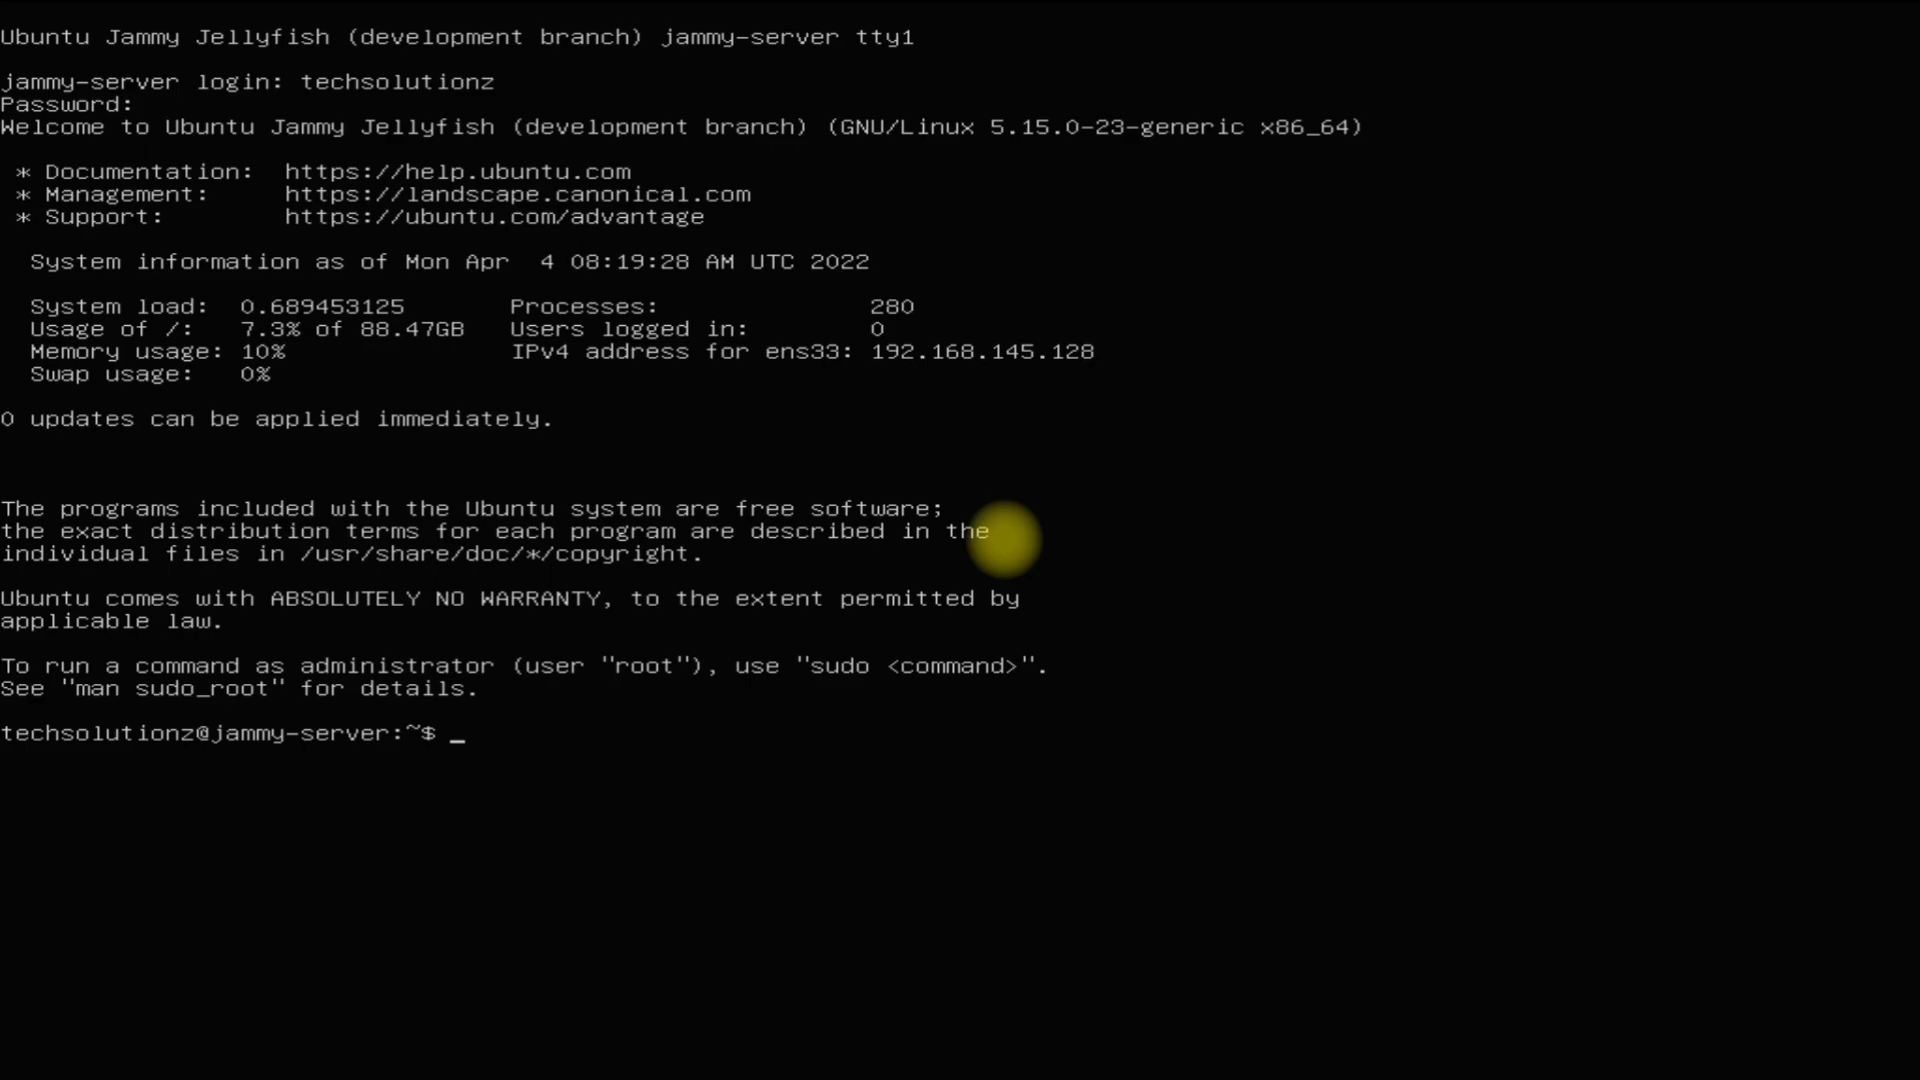 Ubuntu Jammy Jellyfish (development branch) jammy-server tty1
jammy-server login: techsolutionz
Password:
Welcome to Ubuntu Jammy Jellyfish (development branch) (GNU/Linux 5.15.0-23-generic x86_64)
* Documentation:  https://help.ubuntu.com
* Management:     https://landscape.canonical.com
* Support:        https://ubuntu.com/advantage
System information as of Mon Apr  4 08:19:28 AM UTC 2022
System load:  0.689453125       Processes:              280
Usage of /:   7.3% of 88.47GB   Users logged in:        0
Memory usage: 10%               IPv4 address for ens33: 192.168.145.128
Swap usage:   0%
0 updates can be applied immediately.
The programs included with the Ubuntu system are free software;
the exact distribution terms for each program are described in the
individual files in /usr/share/doc/*/copyright.
Ubuntu comes with ABSOLUTELY NO WARRANTY, to the extent permitted by
applicable law.
To run a command as administrator (user "root"), use "sudo <command>".
See "man sudo_root" for details.
techsolutionz@jammy-server:~$ _